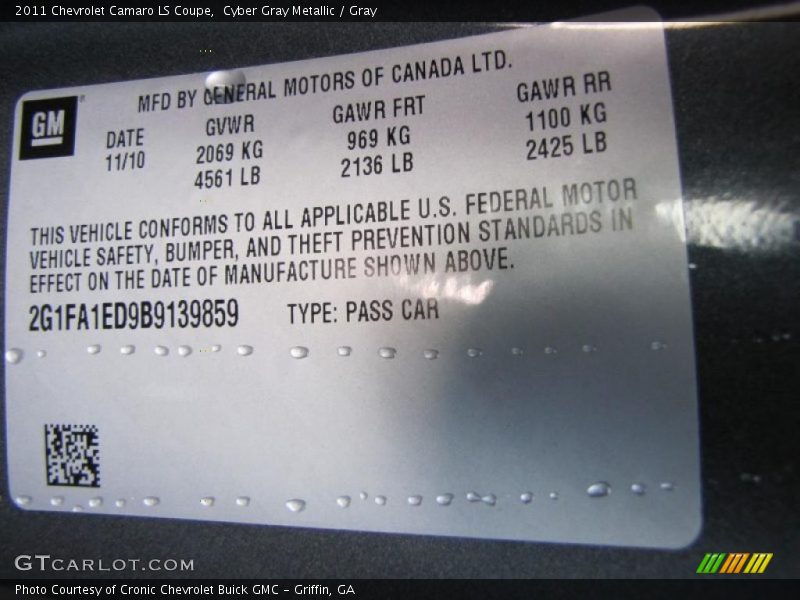 2011 Chevrolet Camaro LS Coupe, Cyber Gray Metallic / Gray
MFD BY GENERAL MOTORS OF CANADA LTD.
GM
DATE GVWR GAWR FRT GAWR RR
11/10 2069 KG 969 KG 1100 KG
4561 LB 2136 LB 2425 LB
THIS VEHICLE CONFORMS TO ALL APPLICABLE U.S. FEDERAL MOTOR
VEHICLE SAFETY, BUMPER, AND THEFT PREVENTION STANDARDS IN
EFFECT ON THE DATE OF MANUFACTURE SHOWN ABOVE.
2G1FA1ED9B9139859 TYPE: PASS CAR
GTCARLOT.COM
Photo Courtesy of Cronic Chevrolet Buick GMC - Griffin, GA